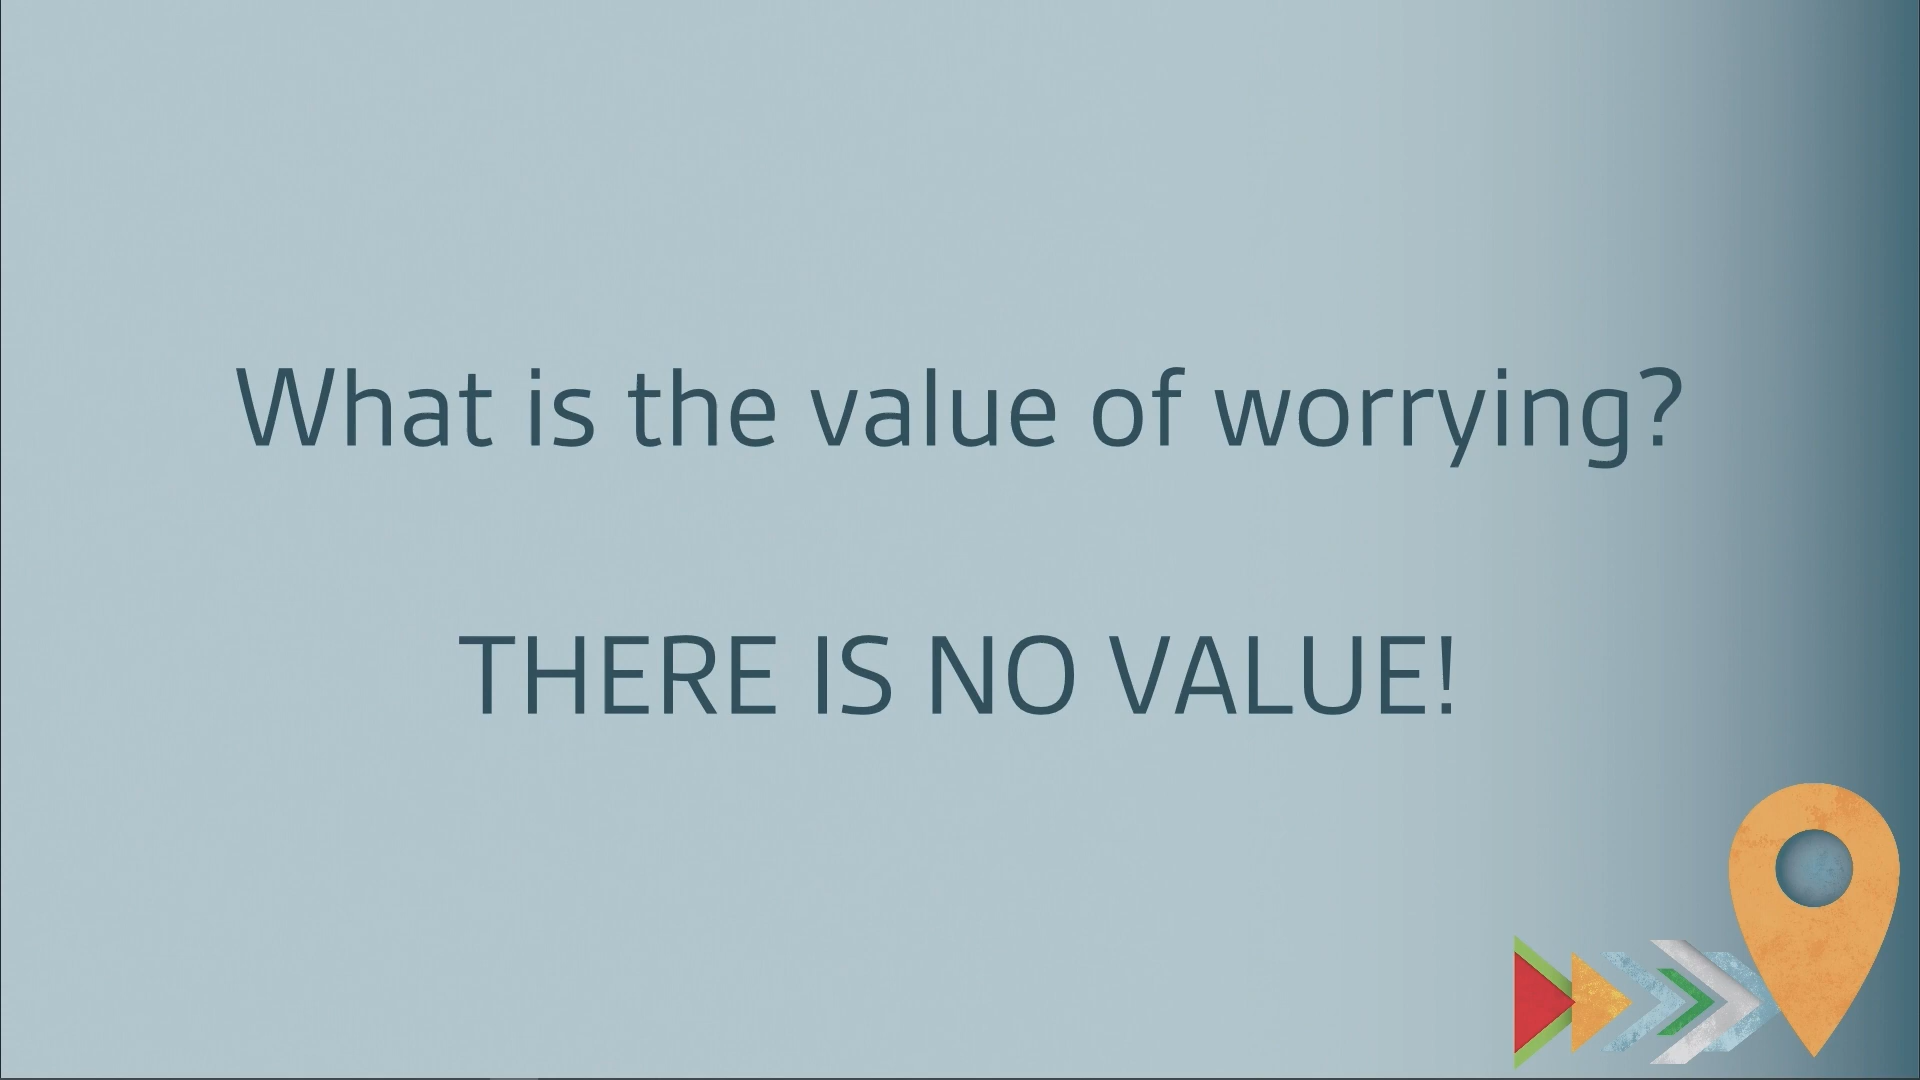 What is the value of worrying?
THERE IS NO VALUE!